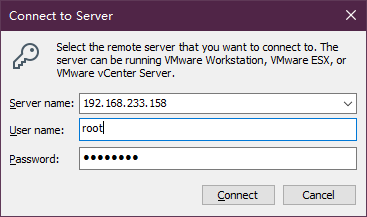 Connect to Server
Select the remote server that you want to connect to. The
server can be running VMware Workstation, VMware ESX, or
VMware vCenter Server.
Server name: 192.168.233.158
User name: root
Password: ●●●●●●●●
Connect Cancel